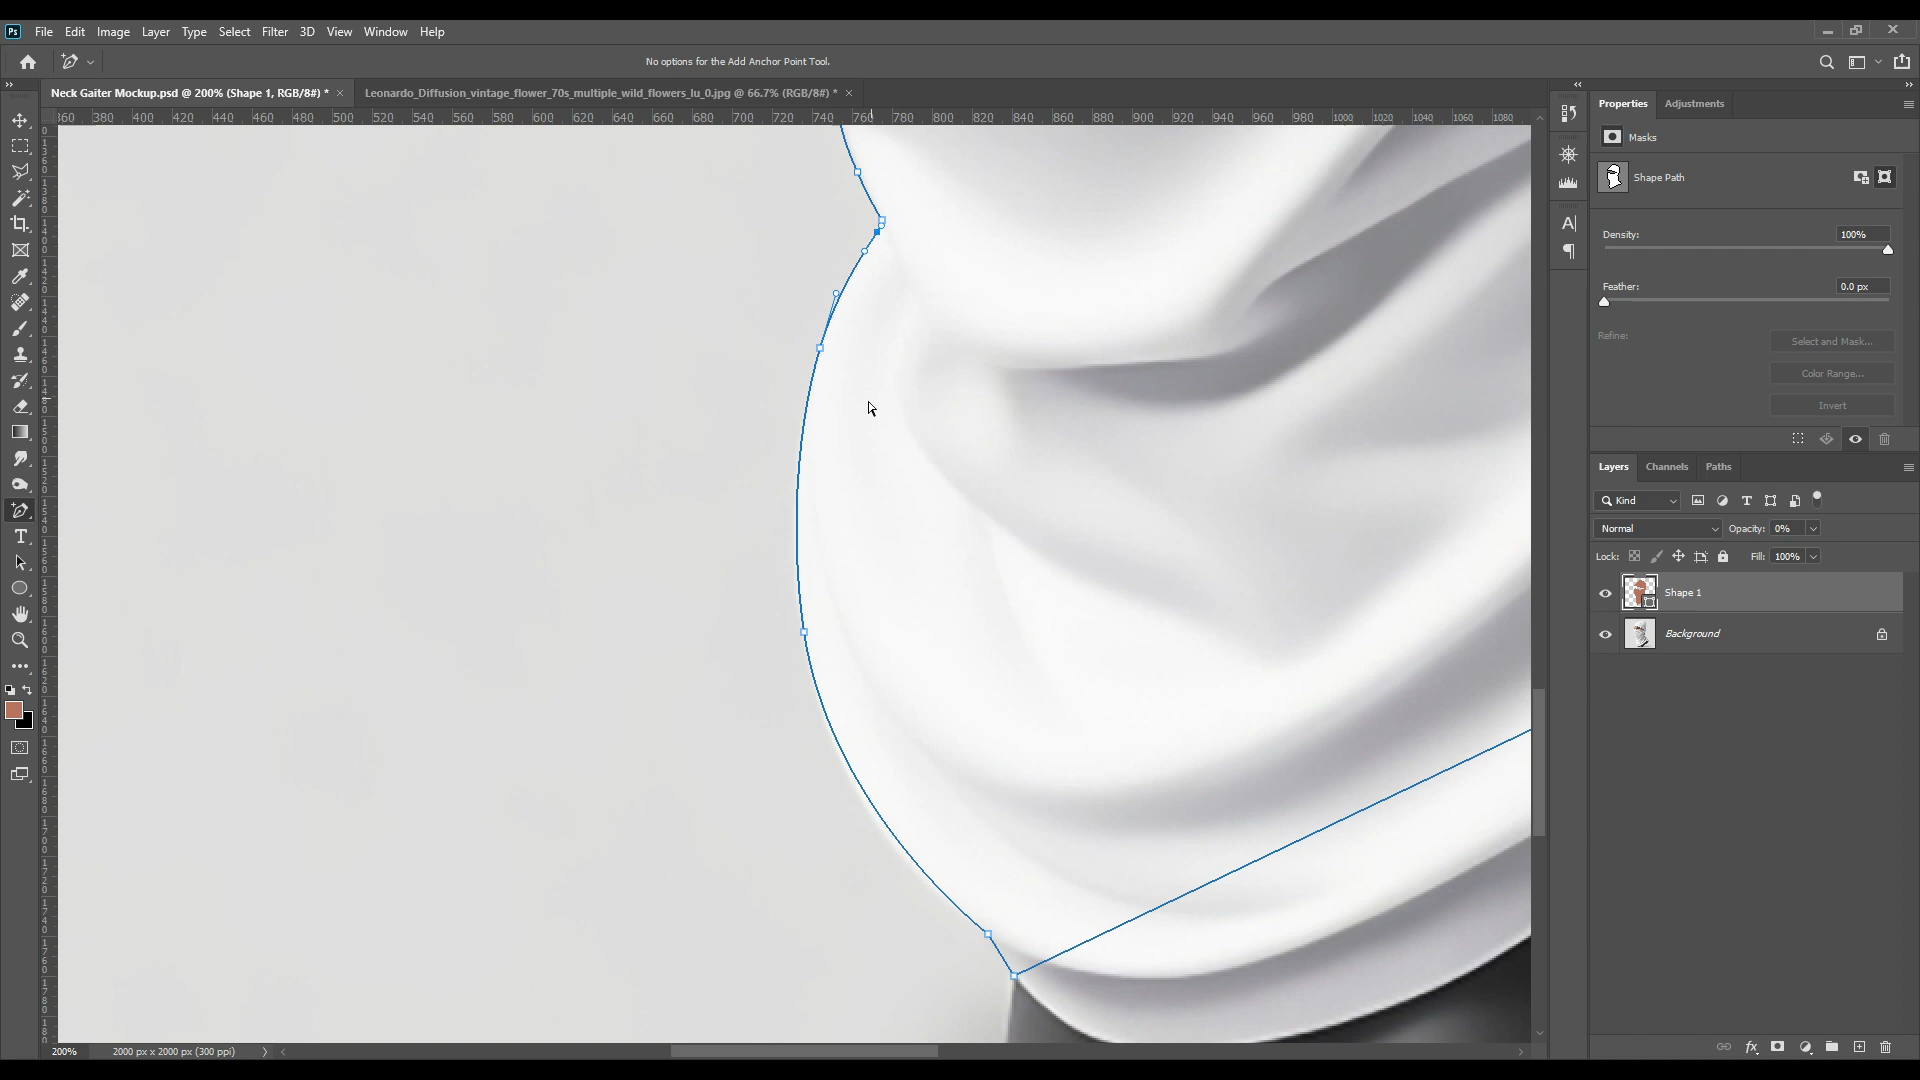 Ps File Edit Image Layer Type Select Filter 3D View Window Help
No options for the Add Anchor Point Tool.
Neck Gaiter Mockup.psd @ 200% (Shape 1, RGB/8#) * × Leonardo_Diffusion_vintage_flower_70s_multiple_wild_flowers_lu_0.jpg @ 66.7% (RGB/8#) * ×
360 380 400 420 440 460 480 500 520 540 560 580 600 620 640 660 680 700 720 740 760 780 800 820 840 860 880 900 920 940 960 980 1000 1020 1040 1060 1080
Properties Adjustments
Masks
Shape Path
Density: 100%
Feather: 0.0 px
Refine: Select and Mask...
Color Range...
Invert
Layers Channels Paths
Kind
Normal Opacity: 0%
Lock: Fill: 100%
Shape 1
Background
200% 2000 px x 2000 px (300 ppi)